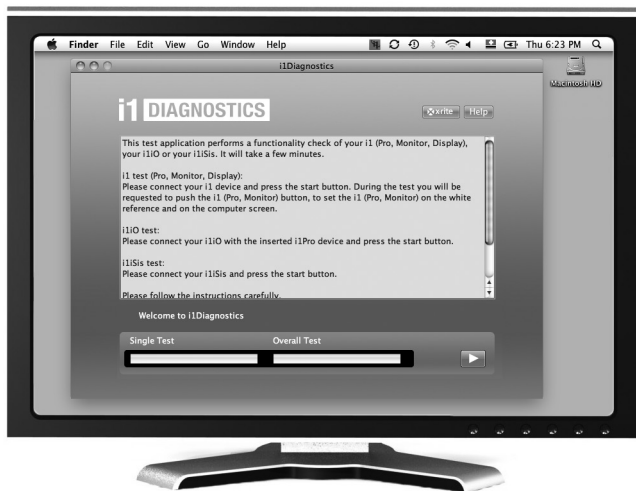 Finder File Edit View Go Window Help Thu 6:23 PM
i1Diagnostics
Macintosh HD
i1 DIAGNOSTICS
x·rite Help
This test application performs a functionality check of your i1 (Pro, Monitor, Display),
your i1iO or your i1iSis. It will take a few minutes.
i1 test (Pro, Monitor, Display):
Please connect your i1 device and press the start button. During the test you will be
requested to push the i1 (Pro, Monitor) button, to set the i1 (Pro, Monitor) on the white
reference and on the computer screen.
i1iO test:
Please connect your i1iO with the inserted i1Pro device and press the start button.
i1iSis test:
Please connect your i1iSis and press the start button.
Please follow the instructions carefully.
Welcome to i1Diagnostics
Single Test Overall Test